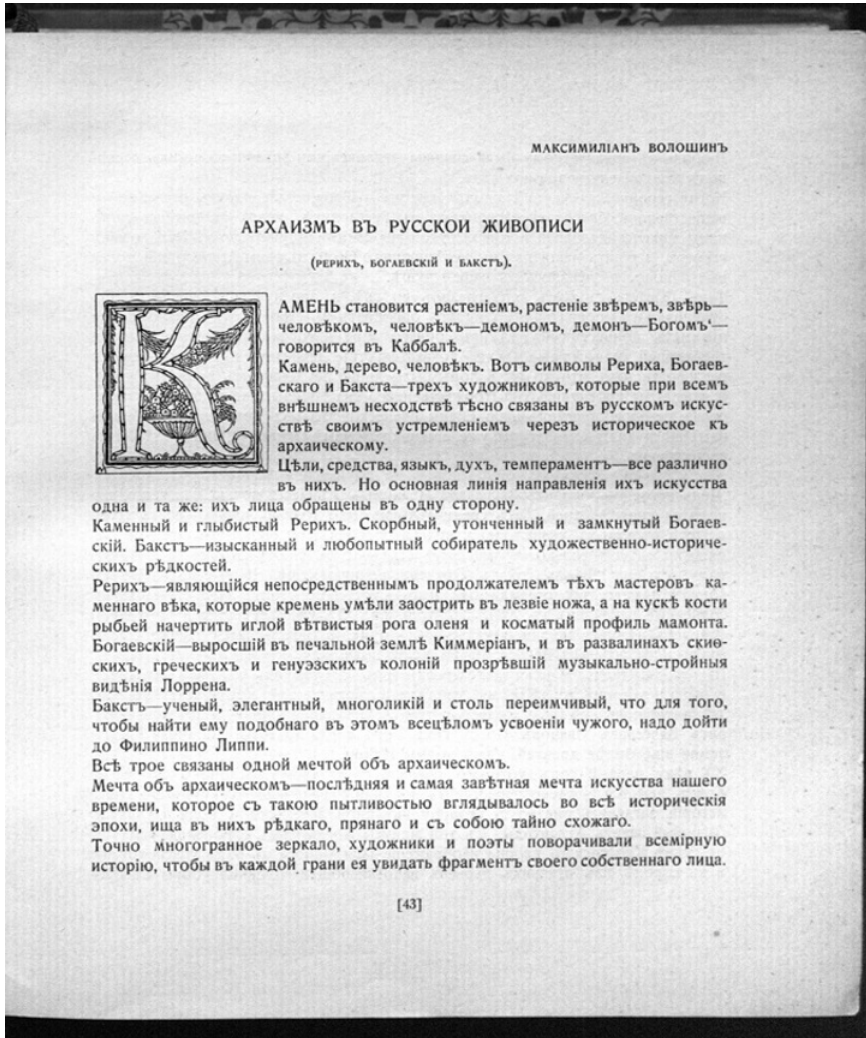 МАКСИМИЛІАНЪ ВОЛОШИНЪ
АРХАИЗМЪ ВЪ РУССКОИ ЖИВОПИСИ
(РЕРИХЪ, БОГАЕВСКІЙ И БАКСТЪ).
КАМЕНЬ становится растеніемъ, растеніе звѣремъ, звѣрь—
человѣкомъ, человѣкъ—демономъ, демонъ—Богомъ‘—
говорится въ Каббалѣ.
Камень, дерево, человѣкъ. Вотъ символы Рериха, Богаев-
скаго и Бакста—трехъ художниковъ, которые при всемъ
внѣшнемъ несходствѣ тѣсно связаны въ русскомъ искус-
ствѣ своимъ устремленіемъ черезъ историческое къ
архаическому.
Цѣли, средства, языкъ, духъ, темпераментъ—все различно
въ нихъ. Но основная линія направленія ихъ искусства
одна и та же: ихъ лица обращены въ одну сторону.
Каменный и глыбистый Рерихъ. Скорбный, утонченный и замкнутый Богаев-
скій. Бакстъ—изысканный и любопытный собиратель художественно-историче-
скихъ рѣдкостей.
Рерихъ—являющійся непосредственнымъ продолжателемъ тѣхъ мастеровъ ка-
меннаго вѣка, которые кремень умѣли заострить въ лезвіе ножа, а на кускѣ кости
рыбьей начертить иглой вѣтвистыя рога оленя и косматый профиль мамонта.
Богаевскій—выросшій въ печальной землѣ Киммеріанъ, и въ развалинахъ скиѳ-
скихъ, греческихъ и генуэзскихъ колоній прозрѣвшій музыкально-стройныя
видѣнія Лоррена.
Бакстъ—ученый, элегантный, многоликій и столь переимчивый, что для того,
чтобы найти ему подобнаго въ этомъ всецѣломъ усвоеніи чужого, надо дойти
до Филиппино Липпи.
Всѣ трое связаны одной мечтой объ архаическомъ.
Мечта объ архаическомъ—послѣдняя и самая завѣтная мечта искусства нашего
времени, которое съ такою пытливостью вглядывалось во всѣ историческія
эпохи, ища въ нихъ рѣдкаго, прянаго и съ собою тайно схожаго.
Точно многогранное зеркало, художники и поэты поворачивали всемірную
исторію, чтобы въ каждой грани ея увидать фрагментъ своего собственнаго лица.
[43]